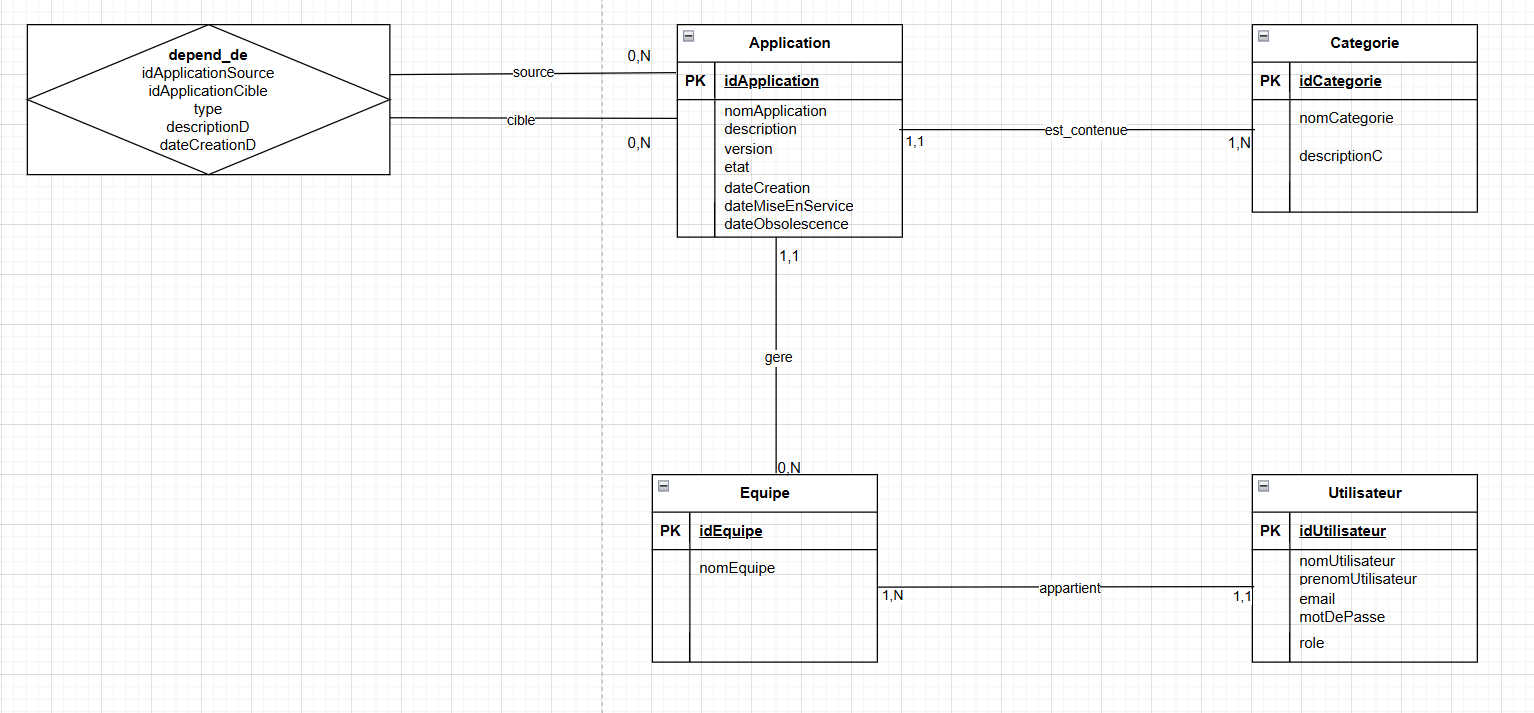 depend_de
idApplicationSource
idApplicationCible
type
descriptionD
dateCreationD
0,N
source
cible
0,N
Application
PK idApplication
nomApplication
description
version
etat
dateCreation
dateMiseEnService
dateObsolescence
1,1
est_contenue
1,N
Categorie
PK idCategorie
nomCategorie
descriptionC
1,1
gere
0,N
Equipe
PK idEquipe
nomEquipe
1,N
appartient
1,1
Utilisateur
PK idUtilisateur
nomUtilisateur
prenomUtilisateur
email
motDePasse
role